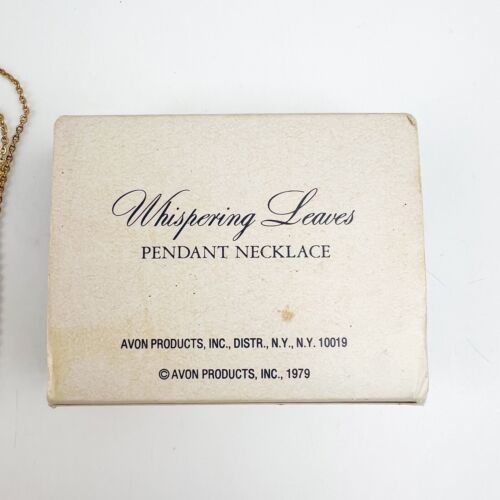 Whispering Leaves
PENDANT NECKLACE
AVON PRODUCTS, INC., DISTR., N.Y., N.Y. 10019
© AVON PRODUCTS, INC., 1979